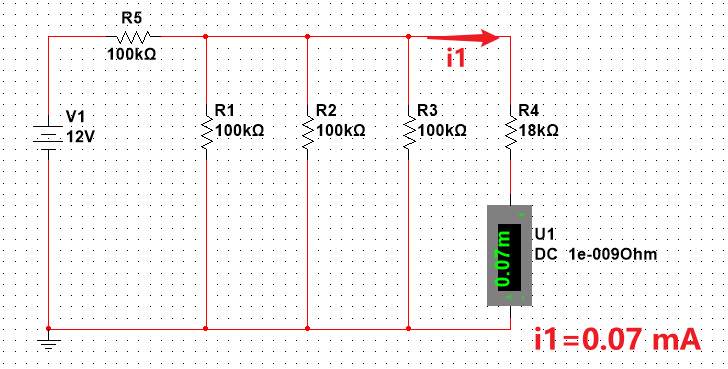 R5
100kΩ
i1
V1
12V
R1
100kΩ
R2
100kΩ
R3
100kΩ
R4
18kΩ
0.07m
U1
DC 1e-009Ohm
i1=0.07 mA